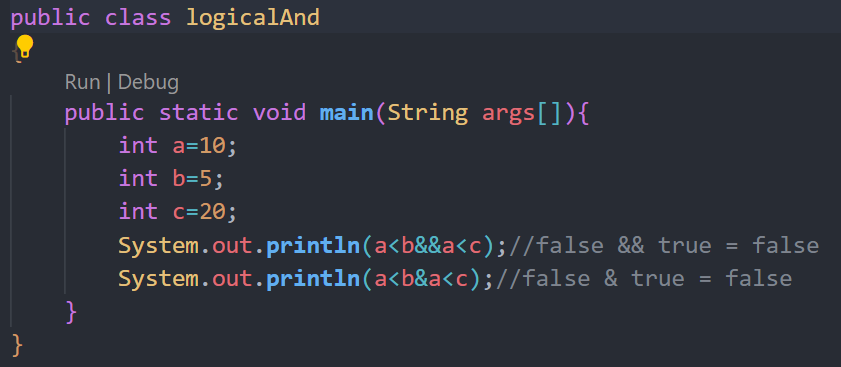 public class logicalAnd
{
Run | Debug
public static void main(String args[]){
int a=10;
int b=5;
int c=20;
System.out.println(a<b&&a<c);//false && true = false
System.out.println(a<b&a<c);//false & true = false
}
}